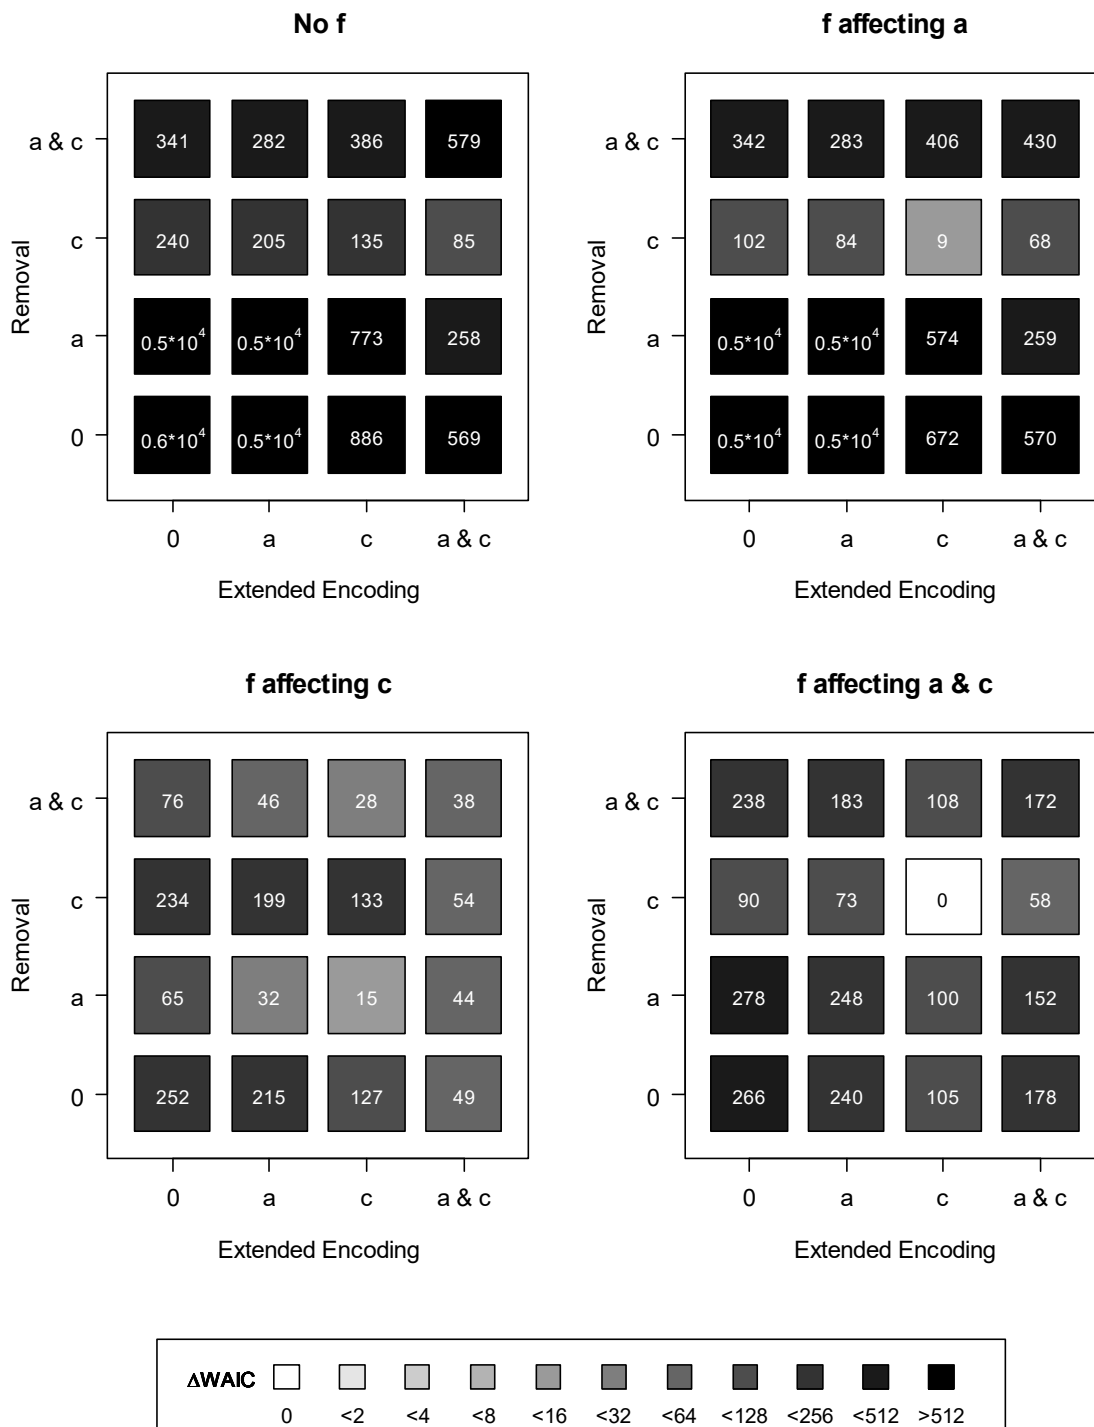 No f
f affecting a
a & c 341 282 386 579
a & c 342 283 406 430
c 240 205 135 85
c 102 84 9 68
Removal
Removal
a 0.5*10^4 0.5*10^4 773 258
a 0.5*10^4 0.5*10^4 574 259
0 0.6*10^4 0.5*10^4 886 569
0 0.5*10^4 0.5*10^4 672 570
0 a c a & c
0 a c a & c
Extended Encoding
Extended Encoding
f affecting c
f affecting a & c
a & c 76 46 28 38
a & c 238 183 108 172
c 234 199 133 54
c 90 73 0 58
Removal
Removal
a 65 32 15 44
a 278 248 100 152
0 252 215 127 49
0 266 240 105 178
0 a c a & c
0 a c a & c
Extended Encoding
Extended Encoding
ΔWAIC
0 <2 <4 <8 <16 <32 <64 <128 <256 <512 >512